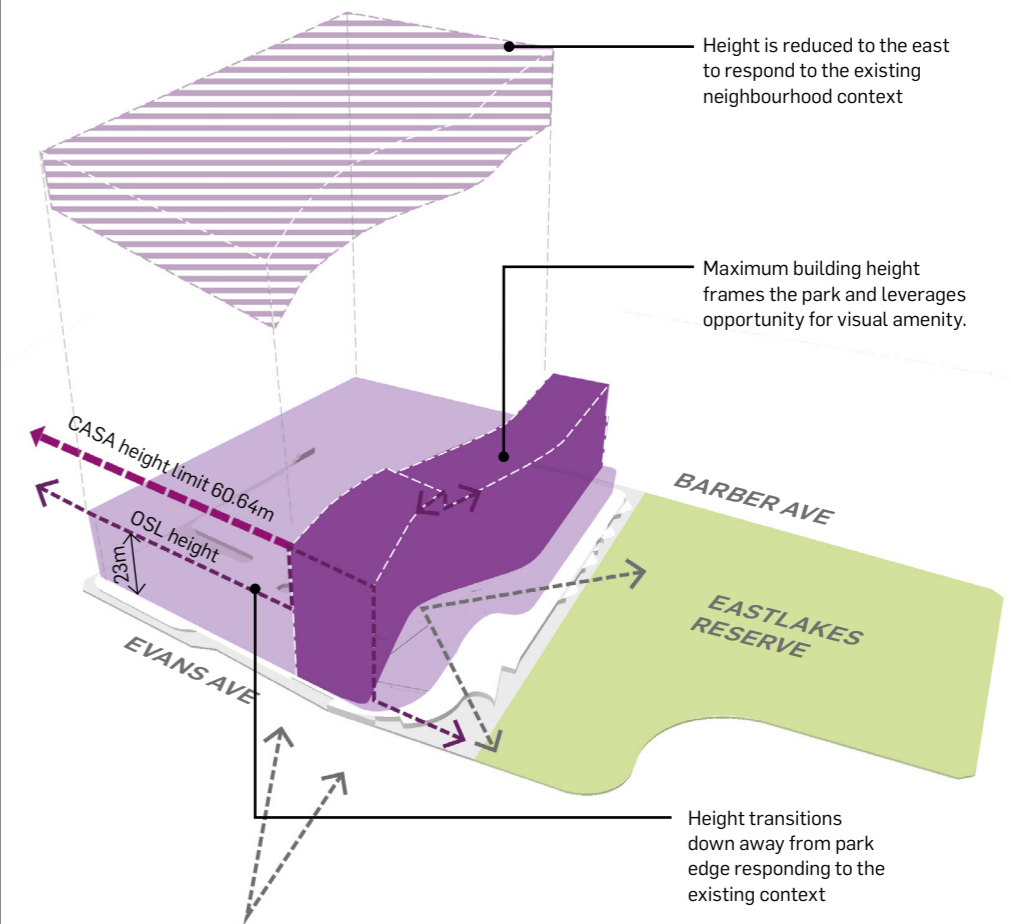 Height is reduced to the east
to respond to the existing
neighbourhood context
Maximum building height
frames the park and leverages
opportunity for visual amenity.
CASA height limit 60.64m
OSL height
23m
BARBER AVE
EASTLAKES
RESERVE
EVANS AVE
Height transitions
down away from park
edge responding to the
existing context